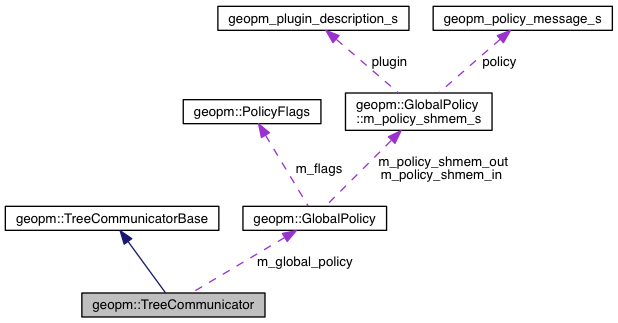 geopm_plugin_description_s
geopm_policy_message_s
plugin
policy
geopm::PolicyFlags
geopm::GlobalPolicy
::m_policy_shmem_s
m_flags
m_policy_shmem_out
m_policy_shmem_in
geopm::TreeCommunicatorBase
geopm::GlobalPolicy
m_global_policy
geopm::TreeCommunicator